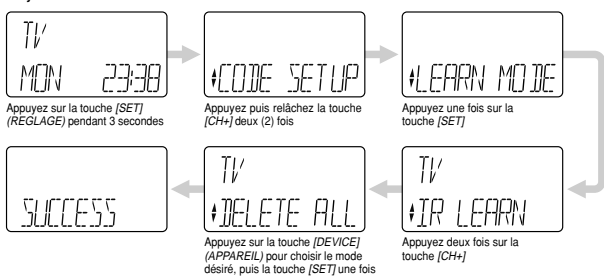 TV
MON 23:38
Appuyez sur la touche [SET]
(REGLAGE) pendant 3 secondes
CODE SETUP
Appuyez puis relâchez la touche
[CH+] deux (2) fois
LEARN MODE
Appuyez une fois sur la
touche [SET]
TV
IR LEARN
Appuyez deux fois sur la
touche [CH+]
TV
DELETE ALL
Appuyez sur la touche [DEVICE]
(APPAREIL) pour choisir le mode
désiré, puis la touche [SET] une fois
SUCCESS